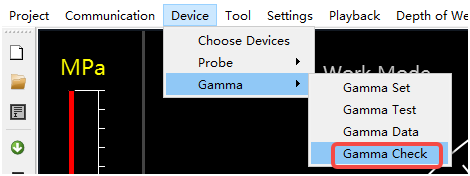 Project Communication Device Tool Settings Playback Depth of We
MPa
Choose Devices
Probe
Work Mode
Gamma
Gamma Set
Gamma Test
Gamma Data
Gamma Check